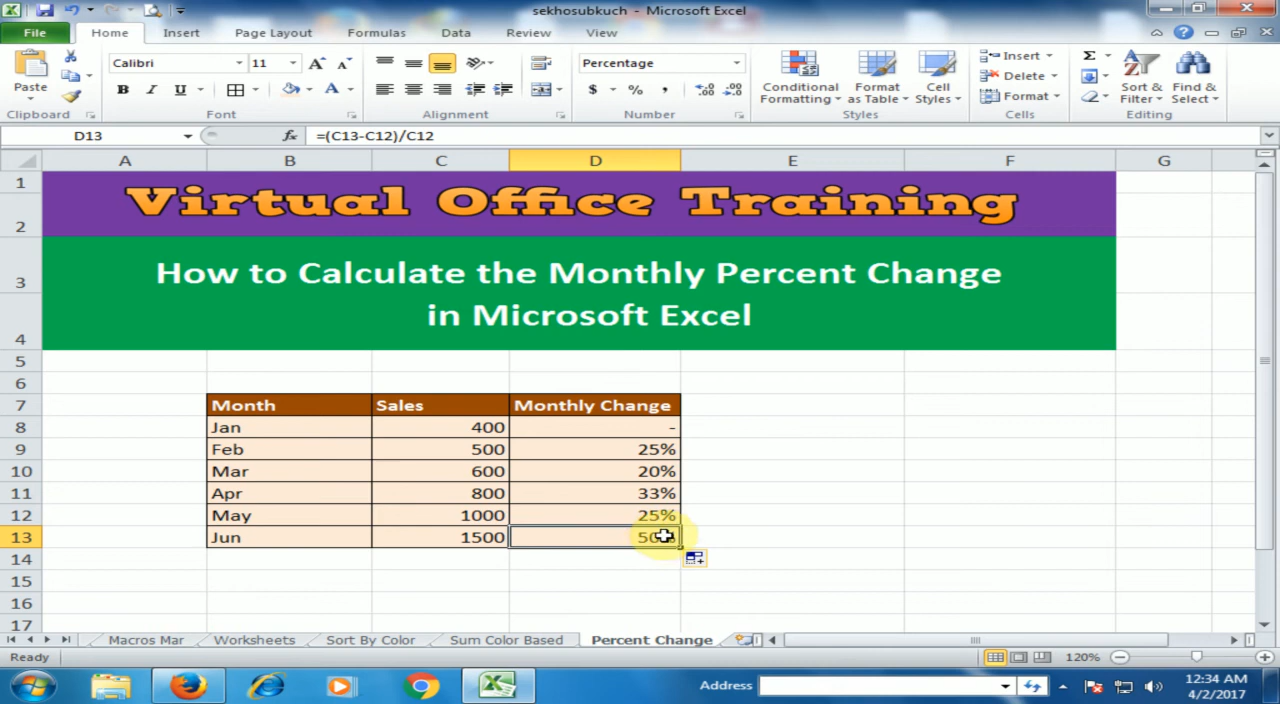 sekhosubkuch - Microsoft Excel
File Home Insert Page Layout Formulas Data Review View
Calibri 11 Percentage Insert Σ
Paste Delete
B I U $ % , Conditional Format Cell Format Sort & Find &
Formatting as Table Styles Filter Select
Clipboard Font Alignment Number Styles Cells Editing
D13 fx =(C13-C12)/C12
A B C D E F G
1 Virtual Office Training
2
3 How to Calculate the Monthly Percent Change
4 in Microsoft Excel
5
6
7 Month Sales Monthly Change
8 Jan 400 -
9 Feb 500 25%
10 Mar 600 20%
11 Apr 800 33%
12 May 1000 25%
13 Jun 1500 50%
14
15
16
17
Macros Mar Worksheets Sort By Color Sum Color Based Percent Change
Ready 120%
Address 12:34 AM
4/2/2017